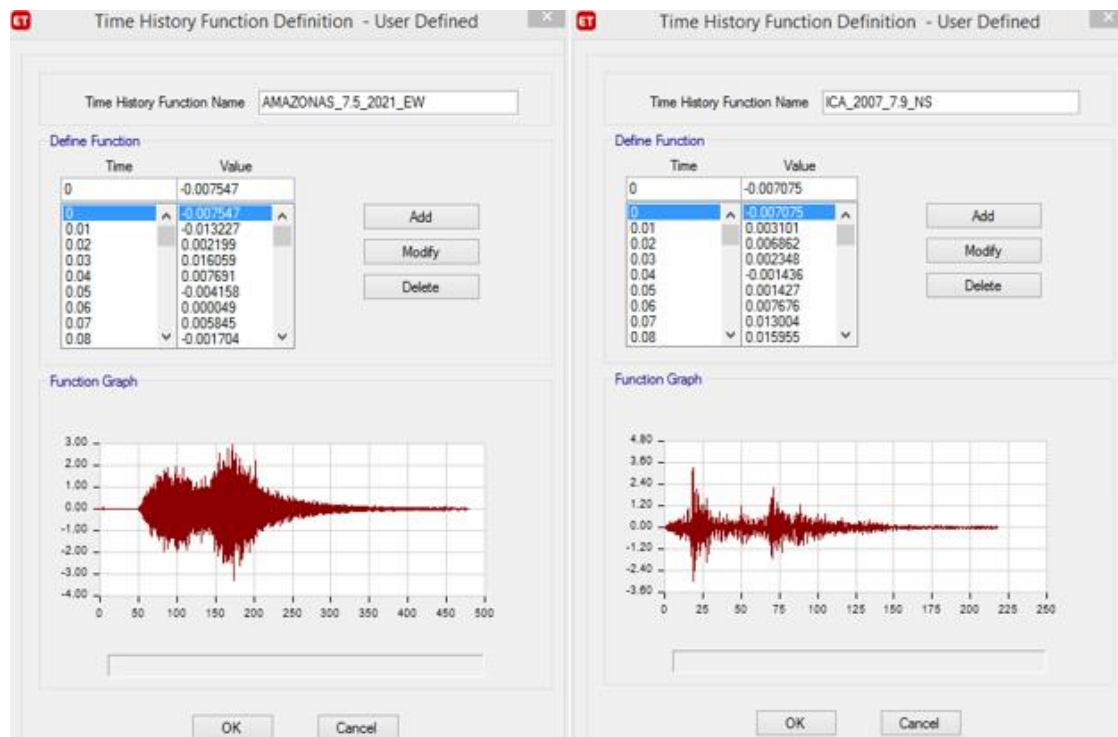 ET Time History Function Definition - User Defined
Time History Function Name AMAZONAS_7.5_2021_EW
Define Function
Time Value
0 -0.007547
0 -0.007547
0.01 -0.013227
0.02 0.002199
0.03 0.016059
0.04 0.007691
0.05 -0.004158
0.06 0.000049
0.07 0.005845
0.08 -0.001704
Add
Modify
Delete
Function Graph
3.00
2.00
1.00
0.00
-1.00
-2.00
-3.00
-4.00
0 50 100 150 200 250 300 350 400 450 500
OK Cancel
ET Time History Function Definition - User Defined
Time History Function Name ICA_2007_7.9_NS
Define Function
Time Value
0 -0.007075
0 -0.007075
0.01 0.003101
0.02 0.006862
0.03 0.002348
0.04 -0.001436
0.05 0.001427
0.06 0.007676
0.07 0.013004
0.08 0.015955
Add
Modify
Delete
Function Graph
4.80
3.60
2.40
1.20
0.00
-1.20
-2.40
-3.60
0 25 50 75 100 125 150 175 200 225 250
OK Cancel